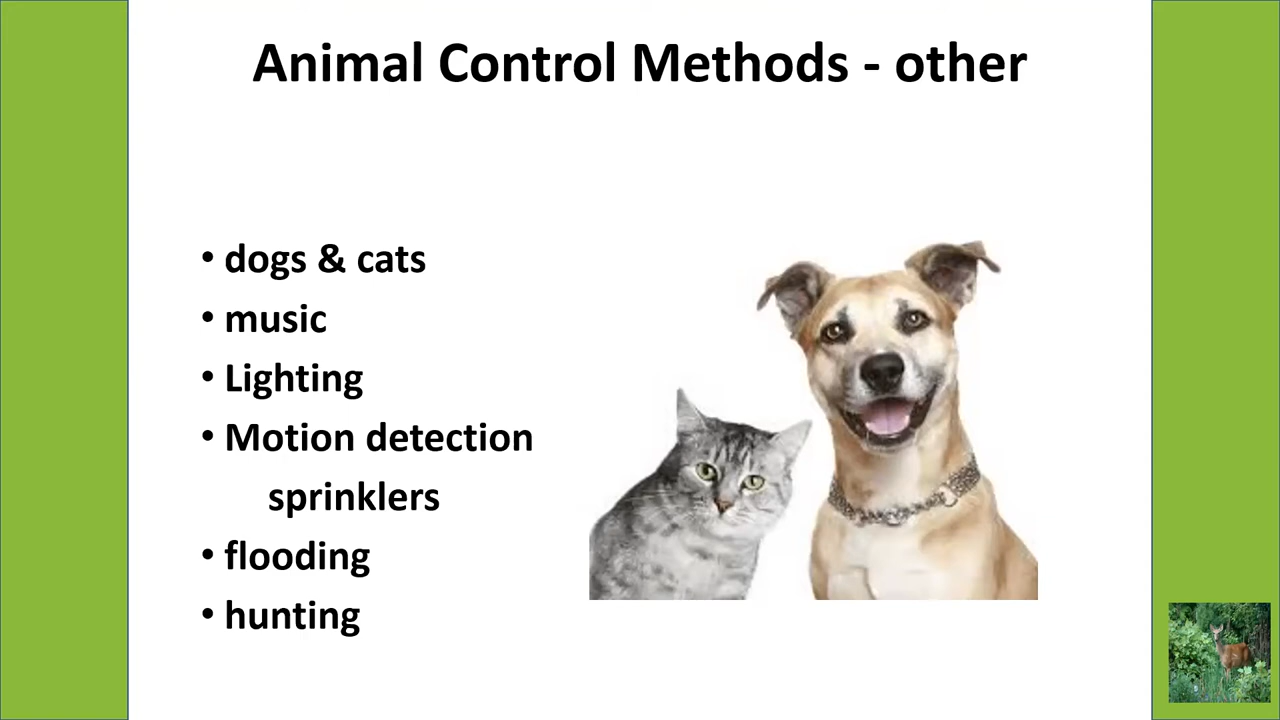 Animal Control Methods - other
• dogs & cats
• music
• Lighting
• Motion detection
sprinklers
• flooding
• hunting